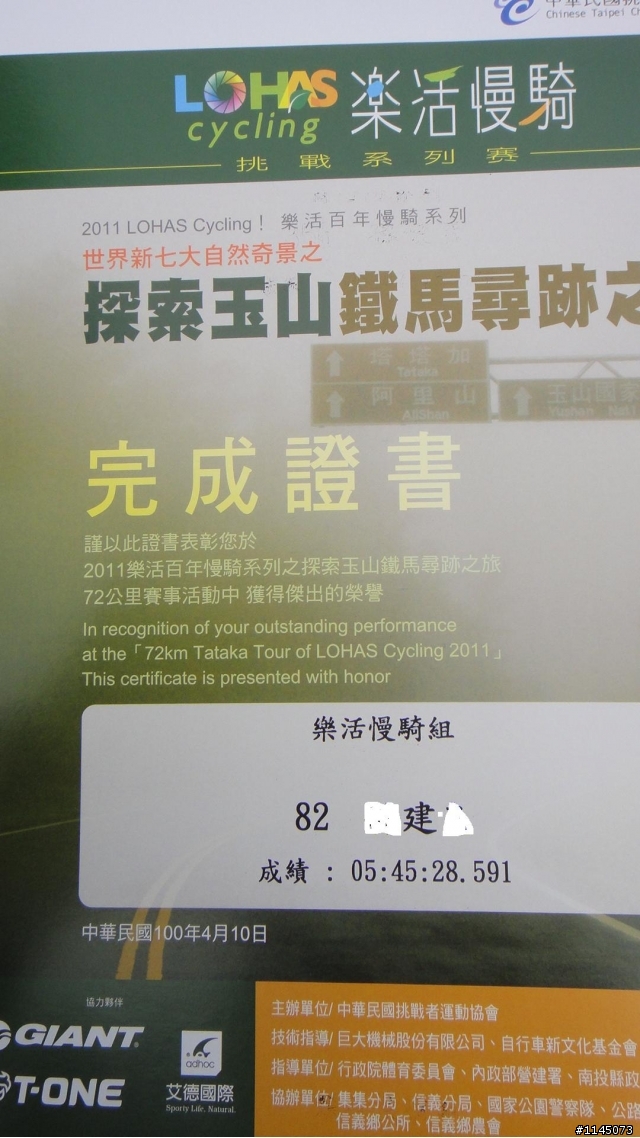 Chinese Taipei Ch
LOHAS 樂活慢騎
cycling
挑戰系列賽
2011 LOHAS Cycling! 樂活百年慢騎系列
世界新七大自然奇景之
探索玉山鐵馬尋跡之
塔塔加
Tataka
阿里山
AliShan
玉山國家
Yushan
完成證書
謹以此證書表彰您於
2011樂活百年慢騎系列之探索玉山鐵馬尋跡之旅
72公里賽事活動中 獲得傑出的榮譽
In recognition of your outstanding performance
at the「72km Tataka Tour of LOHAS Cycling 2011」
This certificate is presented with honor
樂活慢騎組
82 建
成績 : 05:45:28.591
中華民國100年4月10日
協力夥伴
GIANT
adhoc
T-ONE
艾德國際
Sporty Life. Natural.
主辦單位/ 中華民國挑戰者運動協會
技術指導/ 巨大機械股份有限公司、自行車新文化基金會
指導單位/ 行政院體育委員會、內政部營建署、南投縣政
協辦單位/ 集集分局、信義分局、國家公園警察隊、公路
信義鄉公所、信義鄉農會
#1145073